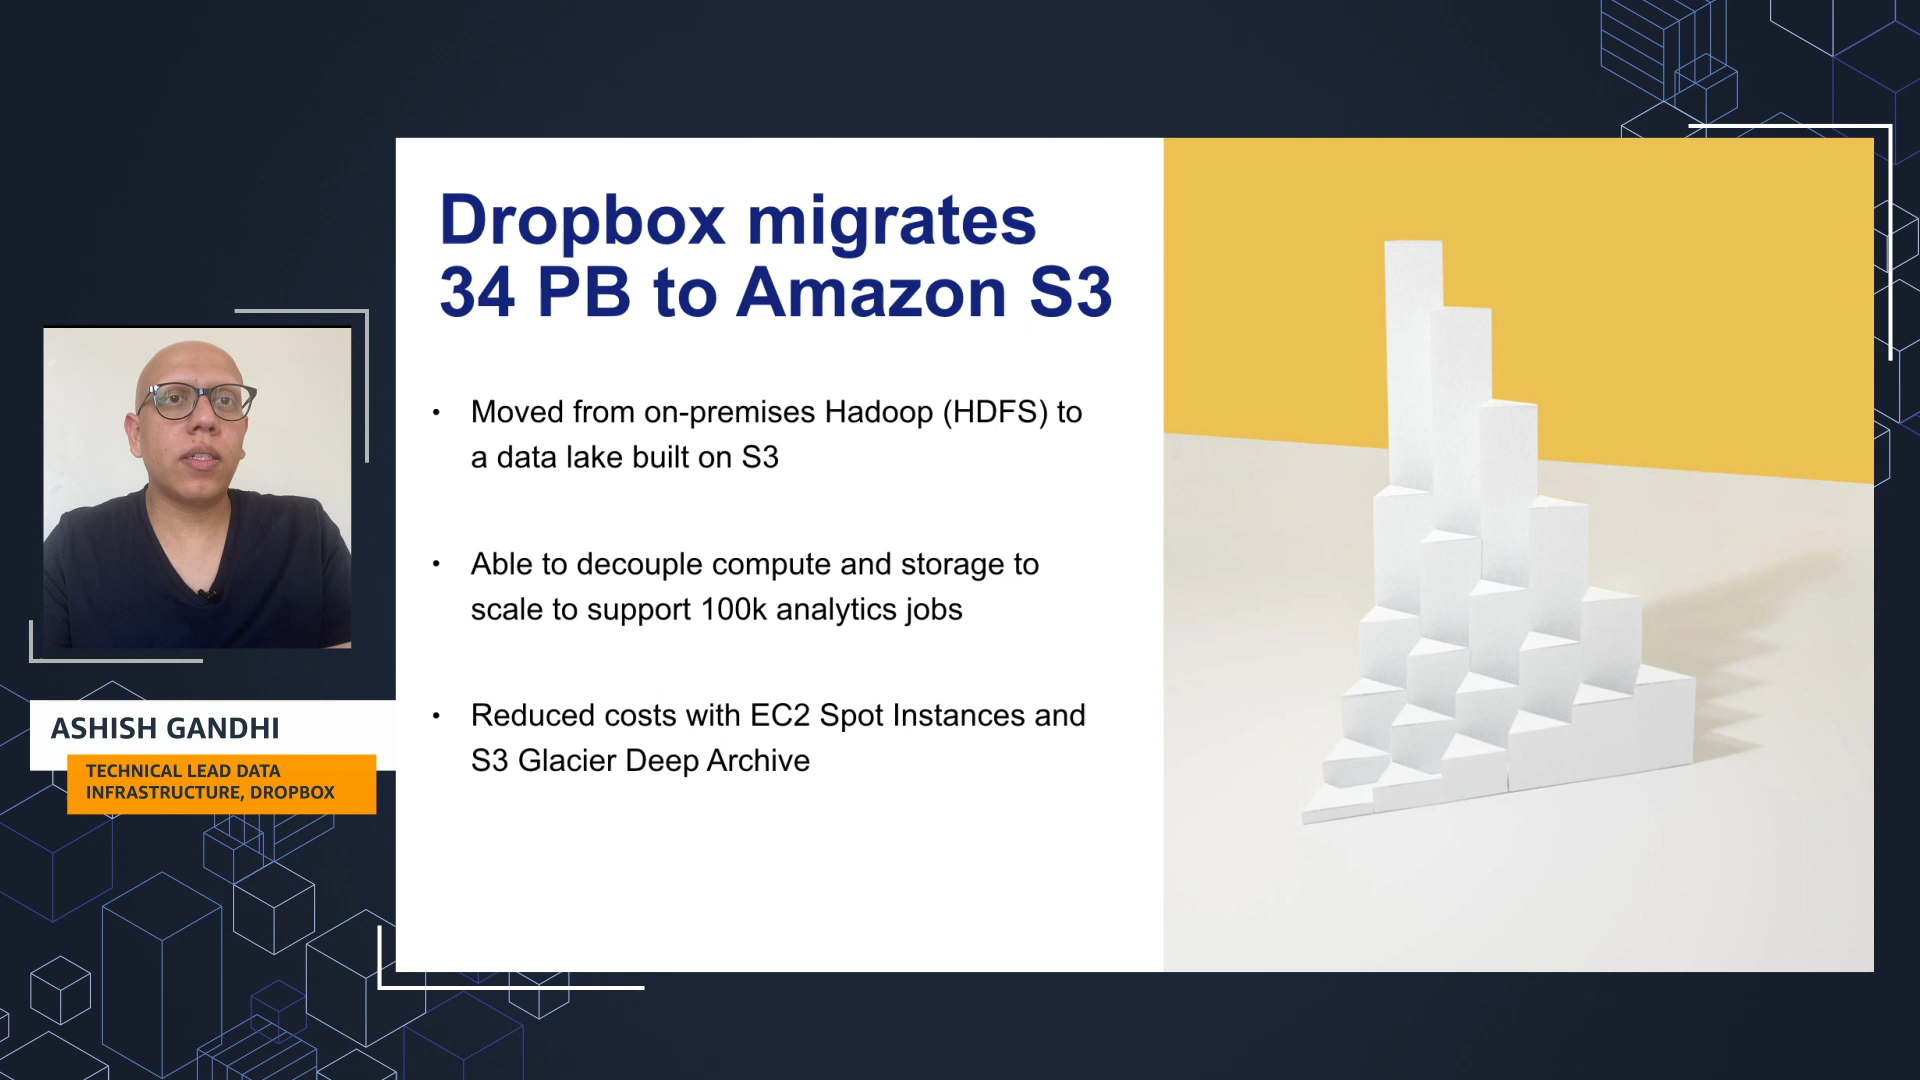 Dropbox migrates
34 PB to Amazon S3
• Moved from on-premises Hadoop (HDFS) to
a data lake built on S3
• Able to decouple compute and storage to
scale to support 100k analytics jobs
• Reduced costs with EC2 Spot Instances and
S3 Glacier Deep Archive
ASHISH GANDHI
TECHNICAL LEAD DATA
INFRASTRUCTURE, DROPBOX